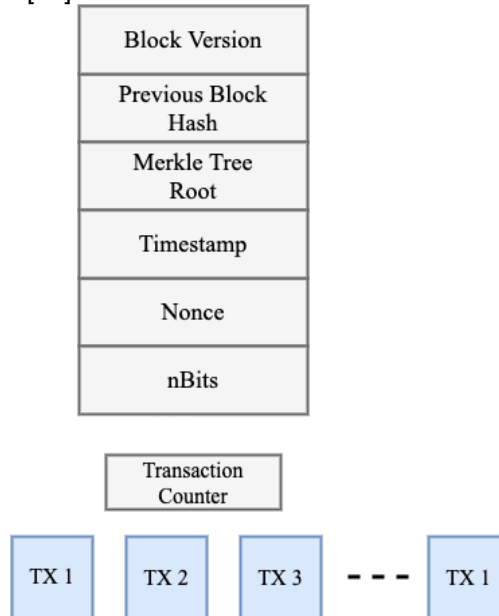 Block Version
Previous Block
Hash
Merkle Tree
Root
Timestamp
Nonce
nBits
Transaction
Counter
TX 1 TX 2 TX 3 - - - TX 1